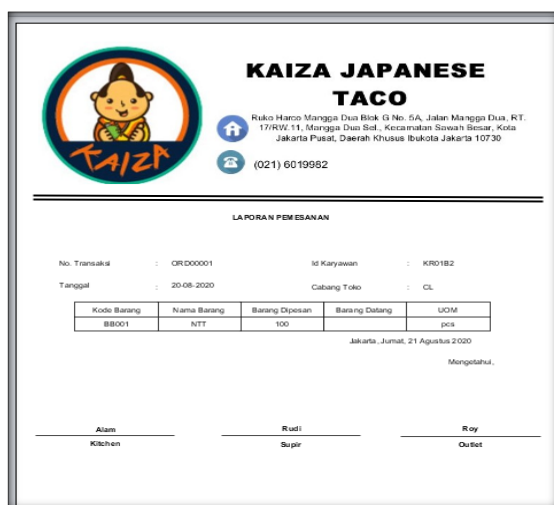 KAIZA
KAIZA JAPANESE
TACO
Ruko Harco Mangga Dua Blok G No. 5A, Jalan Mangga Dua, RT.
17/RW.11, Mangga Dua Sel., Kecamatan Sawah Besar, Kota
Jakarta Pusat, Daerah Khusus Ibukota Jakarta 10730
(021) 6019982
LAPORAN PEMESANAN
No. Transaksi : ORD00001 Id Karyawan : KR01B2
Tanggal : 20-08-2020 Cabang Toko : CL
Kode Barang Nama Barang Barang Dipesan Barang Datang UOM
BB001 NTT 100 pcs
Jakarta, Jumat, 21 Agustus 2020
Mengetahui,
Alam Rudi Roy
Kitchen Supir Outlet